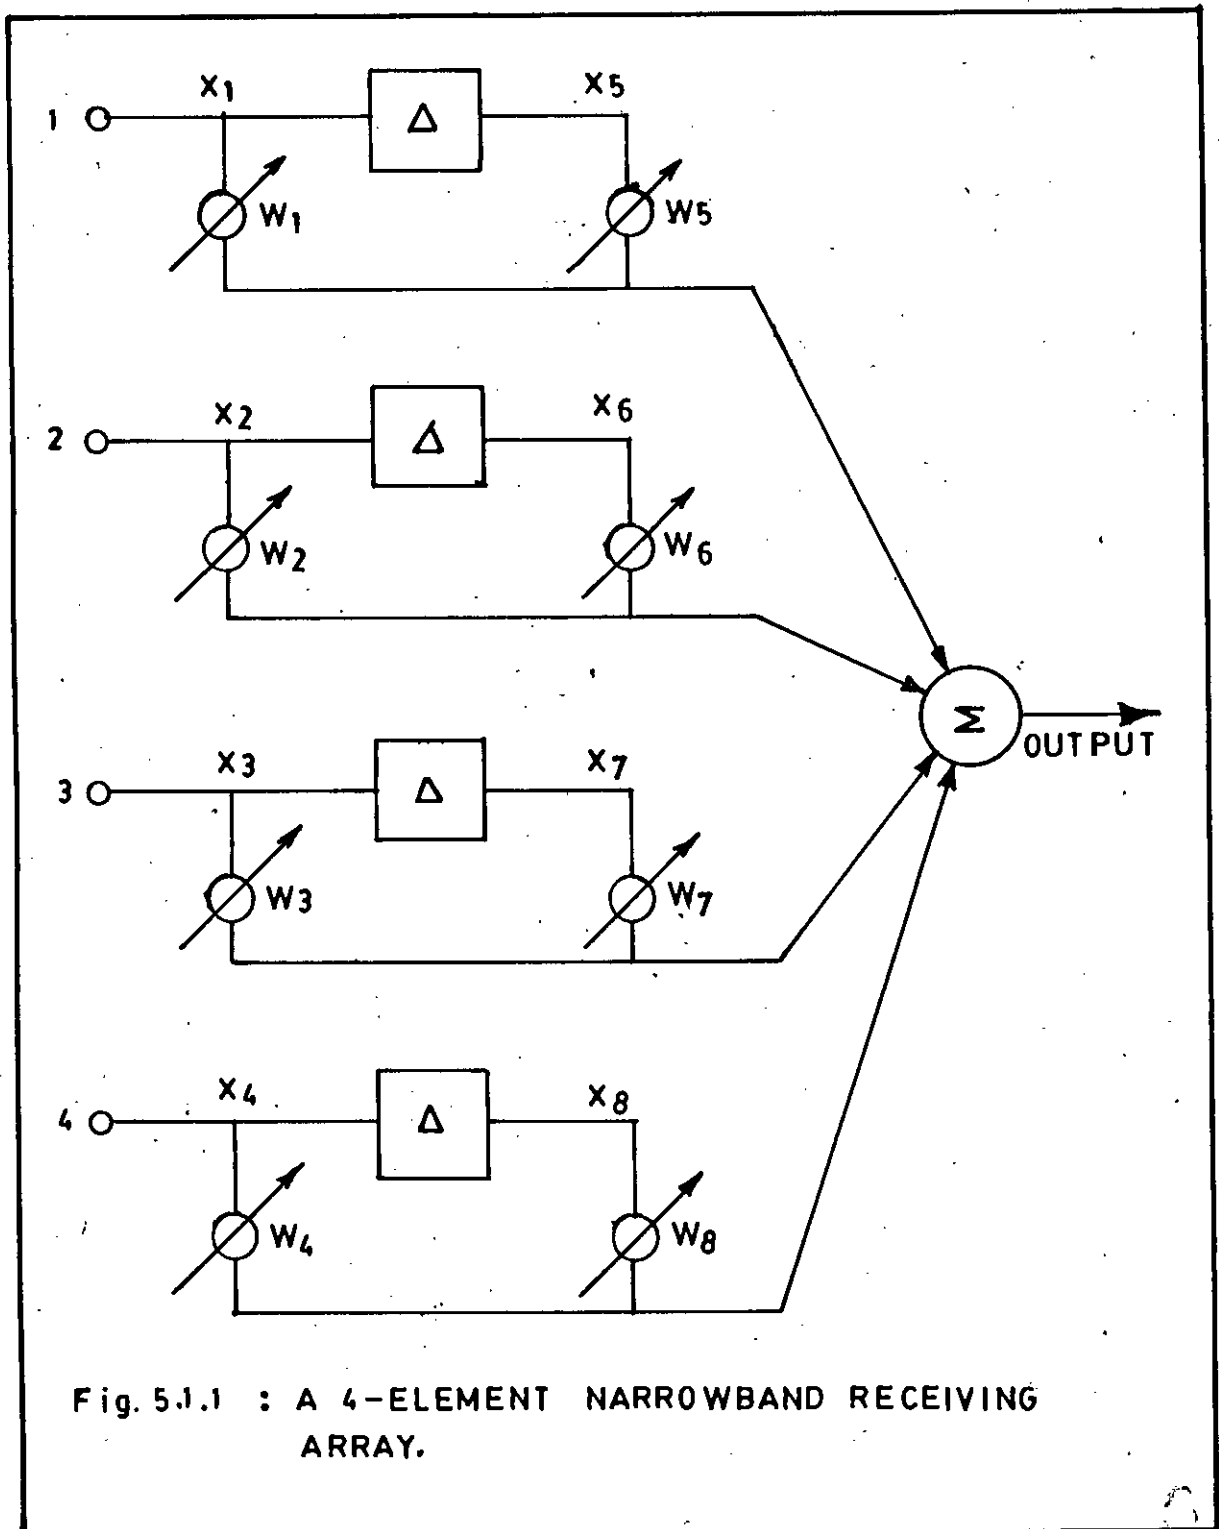 X1 X5
1 Δ
W1 W5
X2 X6
2 Δ
W2 W6
Σ
OUTPUT
X3 X7
3 Δ
W3 W7
X4 X8
4 Δ
W4 W8
Fig. 5.1.1 : A 4-ELEMENT NARROWBAND RECEIVING
ARRAY.